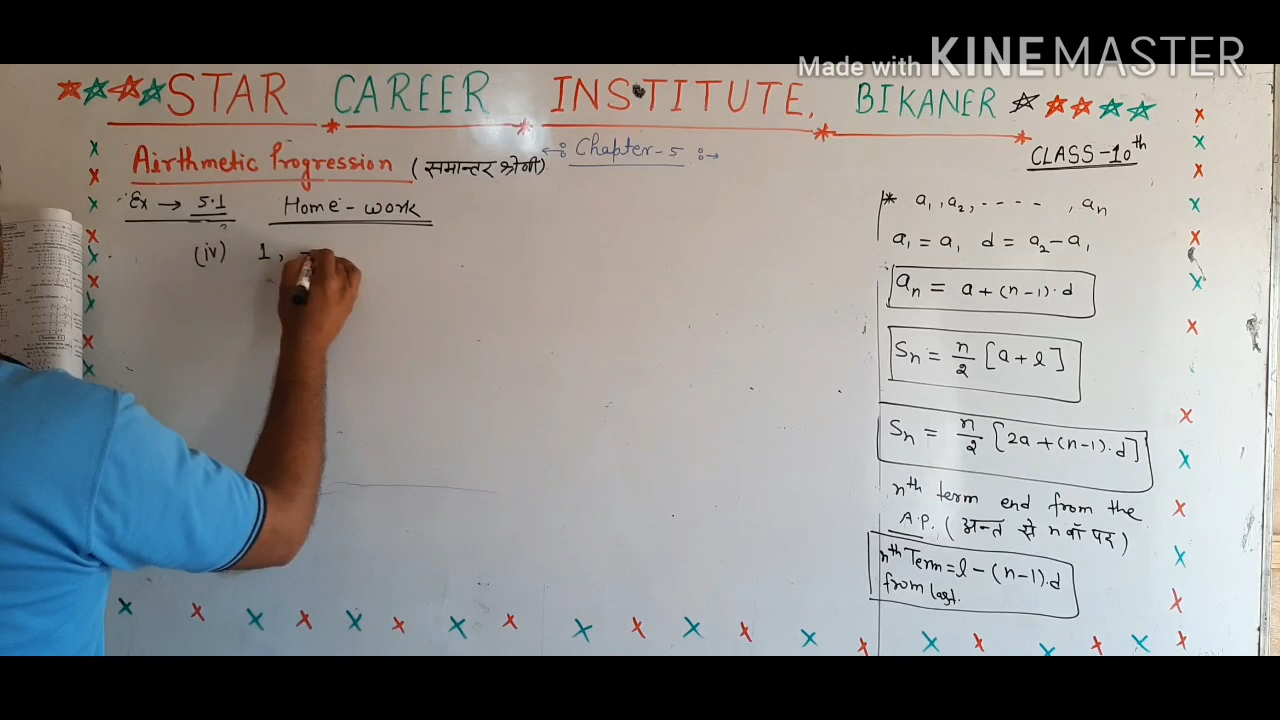 Made with KINEMASTER
STAR CAREER INSTITUTE, BIKANER
Chapter-5
Airthmetic Progression (समान्तर श्रेणी)
CLASS-10th
Ex → 5.1 Home-work
(iv) 1 ,
* a₁, a₂, - - - - , aₙ
a₁ = a, d = a₂ - a₁
aₙ = a + (n-1)·d
Sₙ = n/2 [a + l]
Sₙ = n/2 [2a + (n-1)·d]
nth term end from the
A.P. (अन्त से n वाँ पद)
nth Term = l - (n-1)·d
from last.